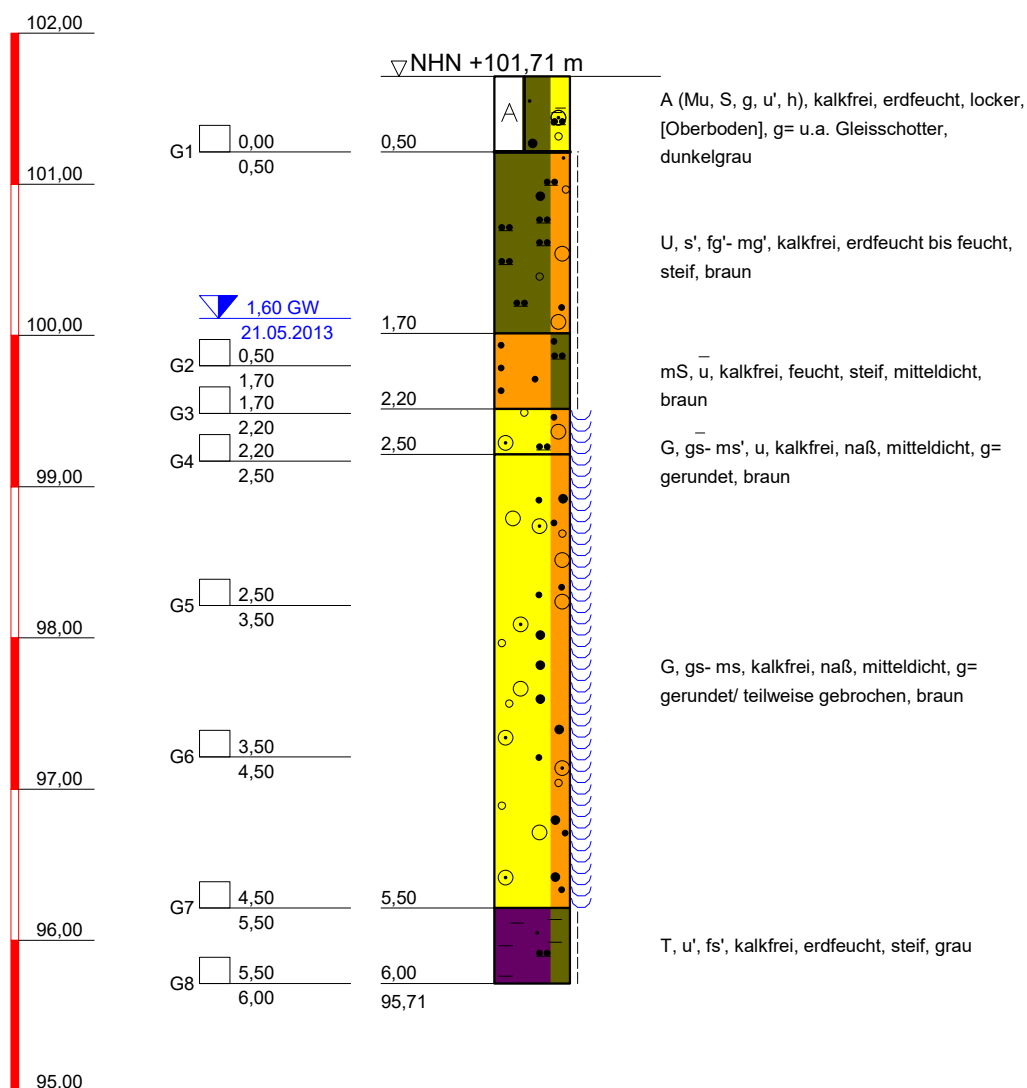 102,00
NHN +101,71 m
A
A (Mu, S, g, u', h), kalkfrei, erdfeucht, locker,
[Oberboden], g= u.a. Gleisschotter,
dunkelgrau
G1
0,00
0,50
0,50
101,00
U, s', fg'- mg', kalkfrei, erdfeucht bis feucht,
steif, braun
1,60 GW
21.05.2013
100,00
1,70
G2
0,50
1,70
mS, u̅, kalkfrei, feucht, steif, mitteldicht,
braun
G3
1,70
2,20
2,20
G4
2,20
2,50
2,50
G, gs̅- ms', u, kalkfrei, naß, mitteldicht, g=
gerundet, braun
99,00
G5
2,50
3,50
98,00
G, gs- ms, kalkfrei, naß, mitteldicht, g=
gerundet/ teilweise gebrochen, braun
G6
3,50
4,50
97,00
G7
4,50
5,50
5,50
96,00
T, u', fs', kalkfrei, erdfeucht, steif, grau
G8
5,50
6,00
6,00
95,71
95,00